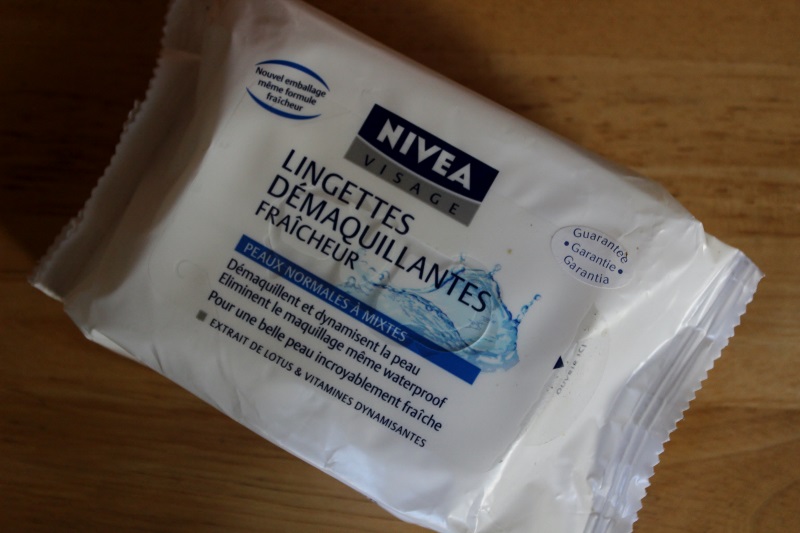 Nouvel emballage
même formule
fraîcheur
NIVEA
VISAGE
LINGETTES
DÉMAQUILLANTES
FRAÎCHEUR
PEAUX NORMALES À MIXTES
Démaquillent et dynamisent la peau
Eliminent le maquillage même waterproof
Pour une belle peau incroyablement fraîche
EXTRAIT DE LOTUS & VITAMINES DYNAMISANTES
Guarantee
• Garantie •
Garantia